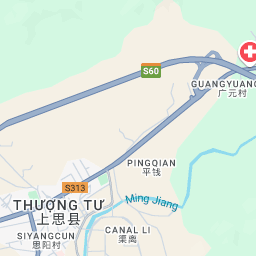 S60
GUANGYUANC
广元村
PINGQIAN
平钱
S313
THƯỢNG TƯ
上思县
Ming Jiang
SIYANGCUN
思阳村
CANAL LI
渠离